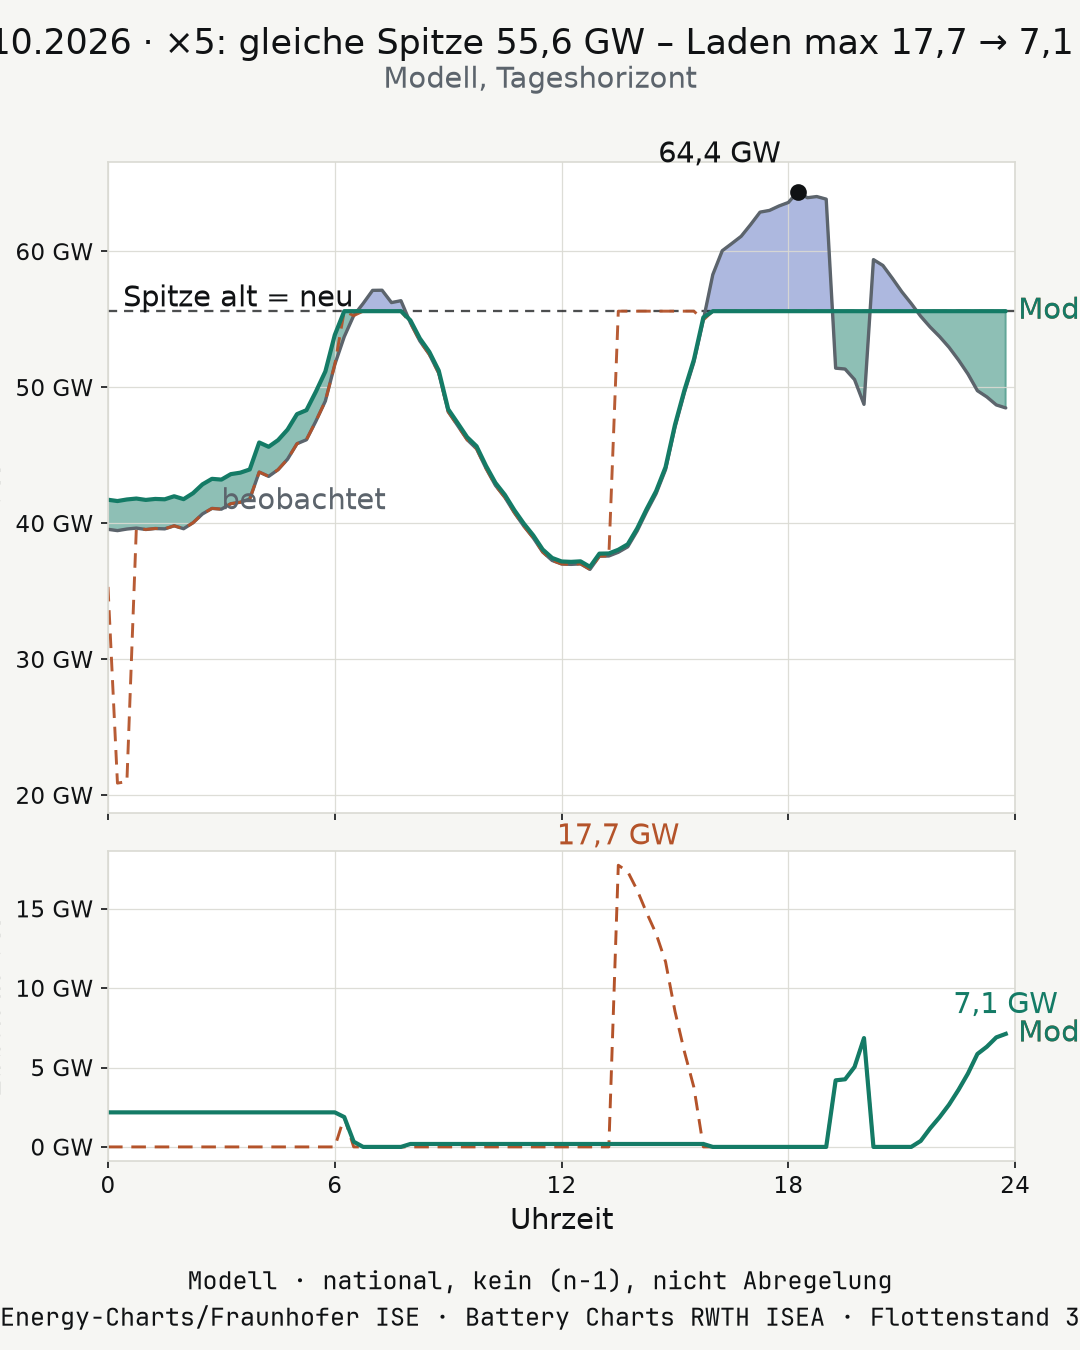 10.2026 · ×5: gleiche Spitze 55,6 GW – Laden max 17,7 → 7,1
Modell, Tageshorizont
64,4 GW
60 GW
Spitze alt = neu
Mod
50 GW
beobachtet
40 GW
30 GW
20 GW
17,7 GW
15 GW
10 GW
7,1 GW
Mod
5 GW
0 GW
0 6 12 18 24
Uhrzeit
Modell · national, kein (n-1), nicht Abregelung
Energy-Charts/Fraunhofer ISE · Battery Charts RWTH ISEA · Flottenstand 3